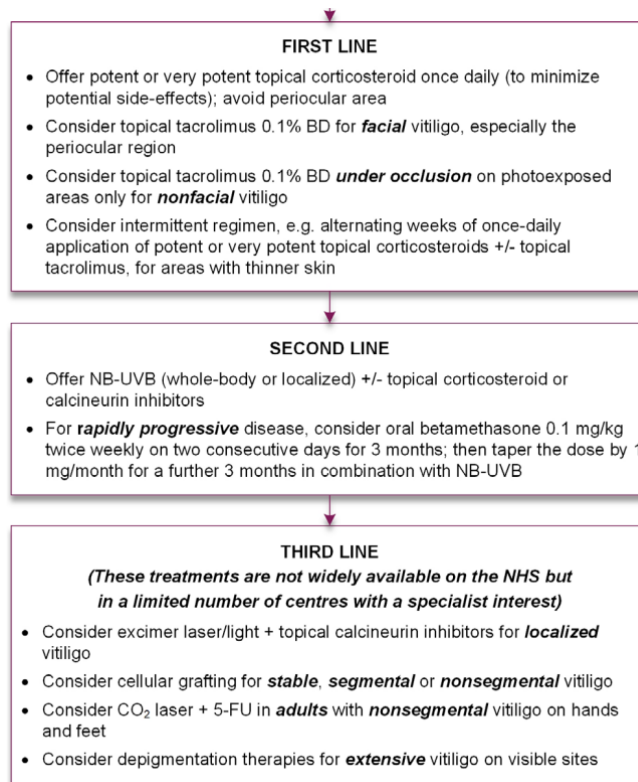 FIRST LINE
• Offer potent or very potent topical corticosteroid once daily (to minimize
potential side-effects); avoid periocular area
• Consider topical tacrolimus 0.1% BD for facial vitiligo, especially the
periocular region
• Consider topical tacrolimus 0.1% BD under occlusion on photoexposed
areas only for nonfacial vitiligo
• Consider intermittent regimen, e.g. alternating weeks of once-daily
application of potent or very potent topical corticosteroids +/- topical
tacrolimus, for areas with thinner skin
SECOND LINE
• Offer NB-UVB (whole-body or localized) +/- topical corticosteroid or
calcineurin inhibitors
• For rapidly progressive disease, consider oral betamethasone 0.1 mg/kg
twice weekly on two consecutive days for 3 months; then taper the dose by 1
mg/month for a further 3 months in combination with NB-UVB
THIRD LINE
(These treatments are not widely available on the NHS but
in a limited number of centres with a specialist interest)
• Consider excimer laser/light + topical calcineurin inhibitors for localized
vitiligo
• Consider cellular grafting for stable, segmental or nonsegmental vitiligo
• Consider CO₂ laser + 5-FU in adults with nonsegmental vitiligo on hands
and feet
• Consider depigmentation therapies for extensive vitiligo on visible sites